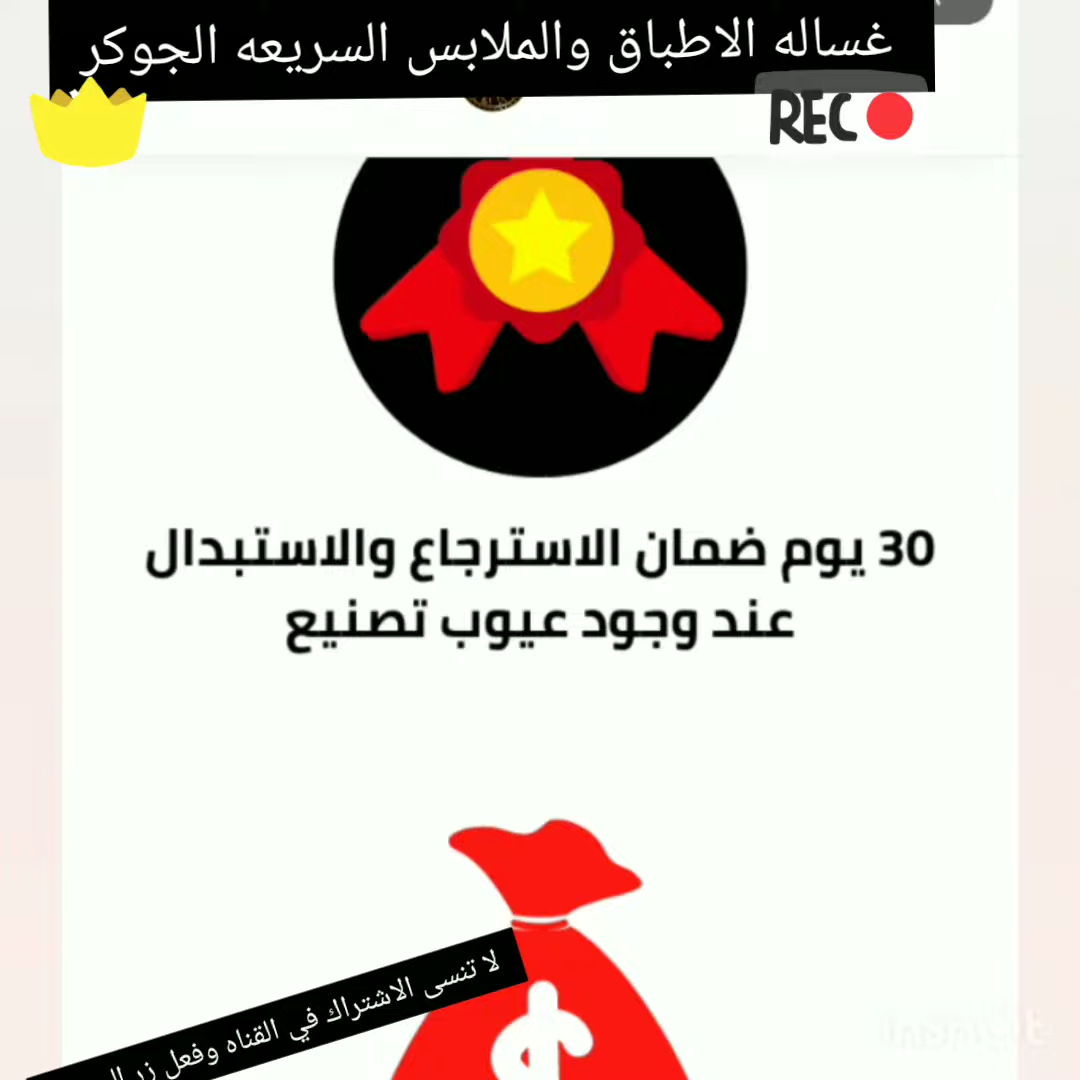 غساله الاطباق والملابس السريعه الجوكر
REC
30 يوم ضمان الاسترجاع والاستبدال
عند وجود عيوب تصنيع
لا تنسى الاشتراك في القناه وفعل زر